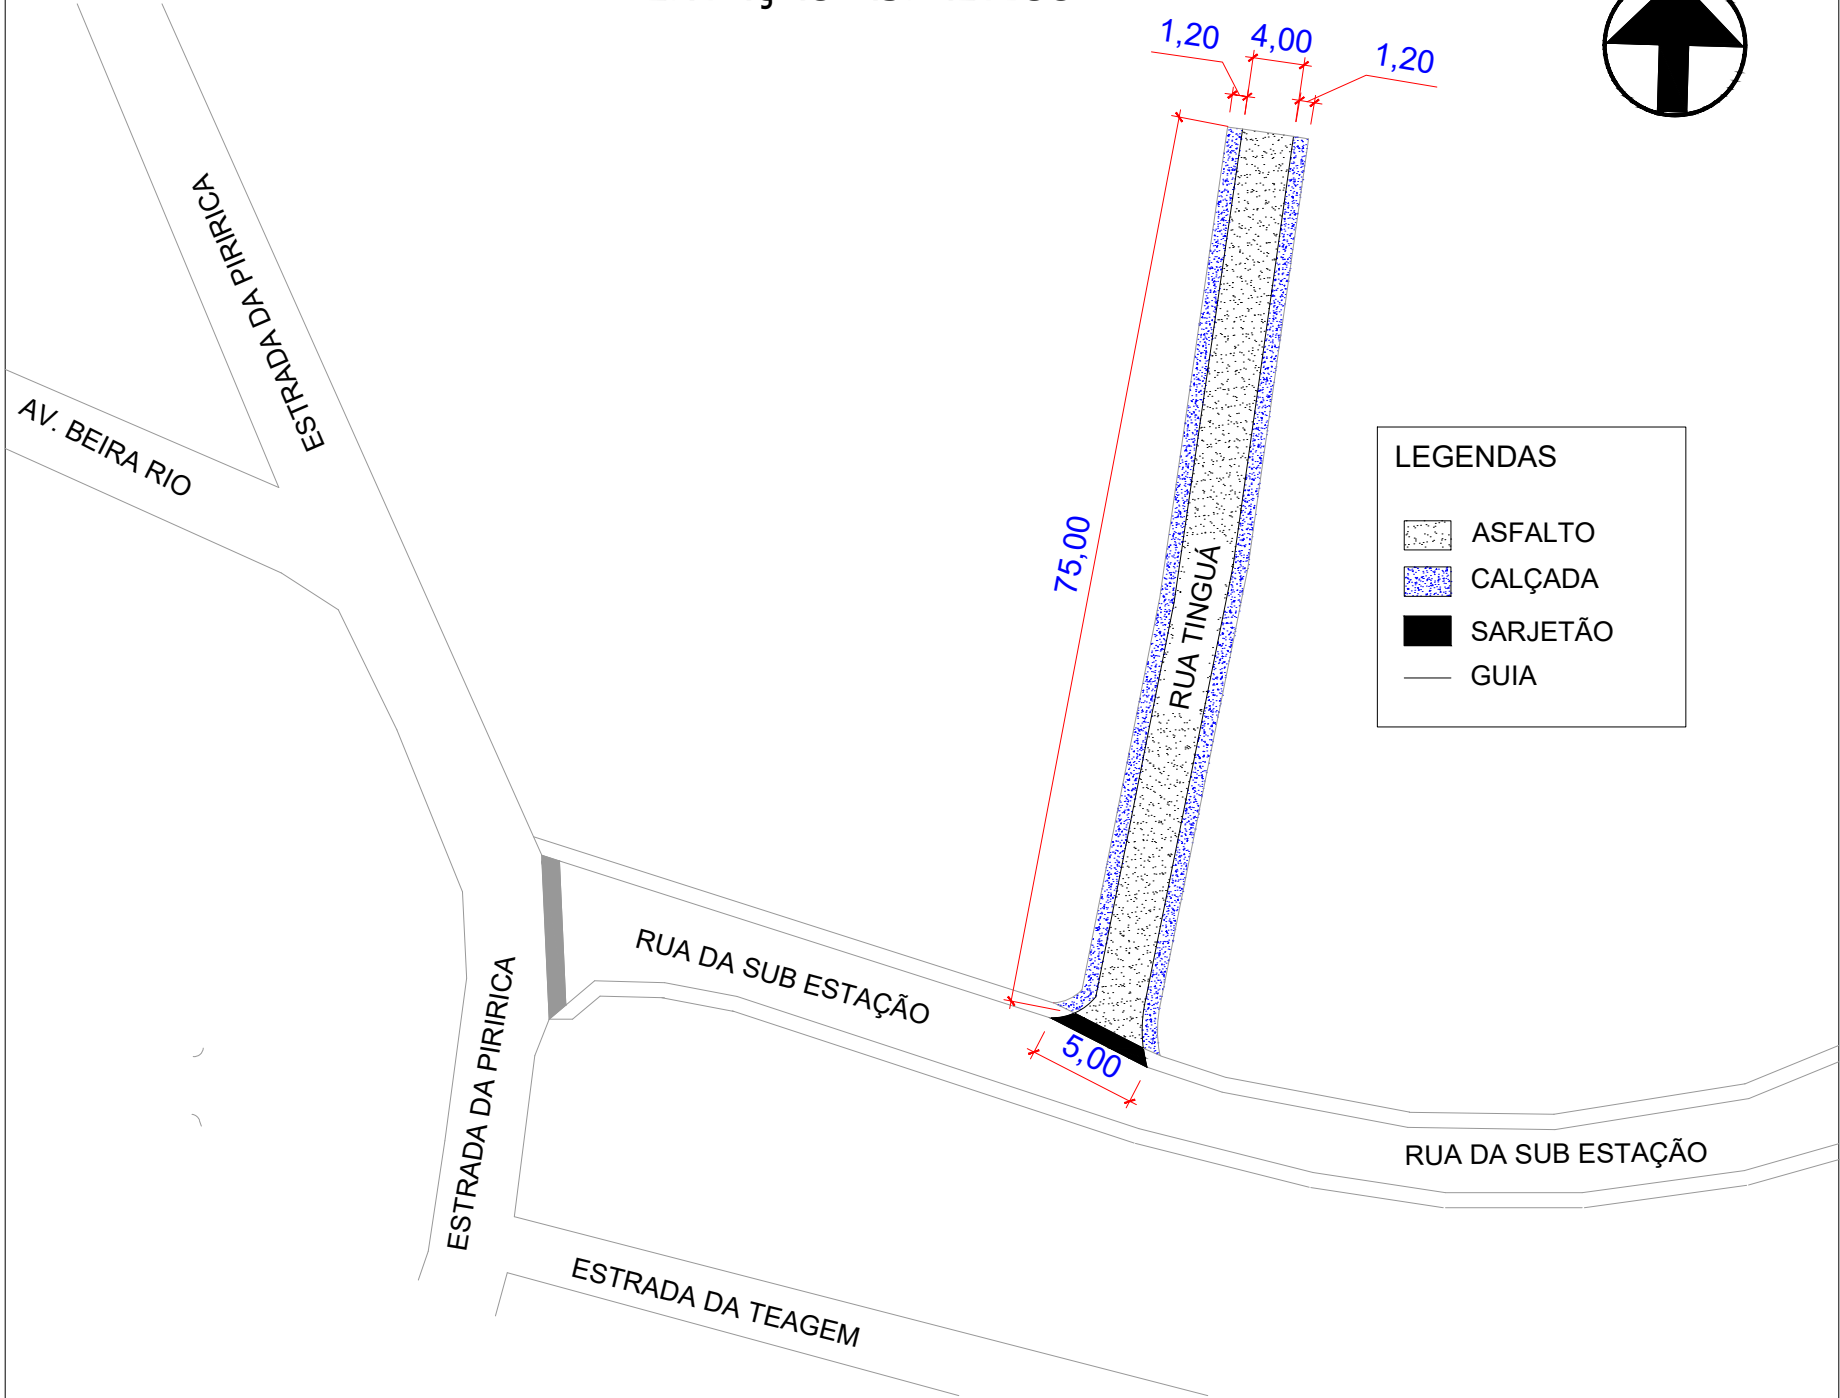 1,20
4,00
1,20
ESTRADA DA PIRIRICA
AV. BEIRA RIO
75,00
RUA TINGUÁ
LEGENDAS
ASFALTO
CALÇADA
SARJETÃO
GUIA
RUA DA SUB ESTAÇÃO
5,00
ESTRADA DA PIRIRICA
RUA DA SUB ESTAÇÃO
ESTRADA DA TEAGEM